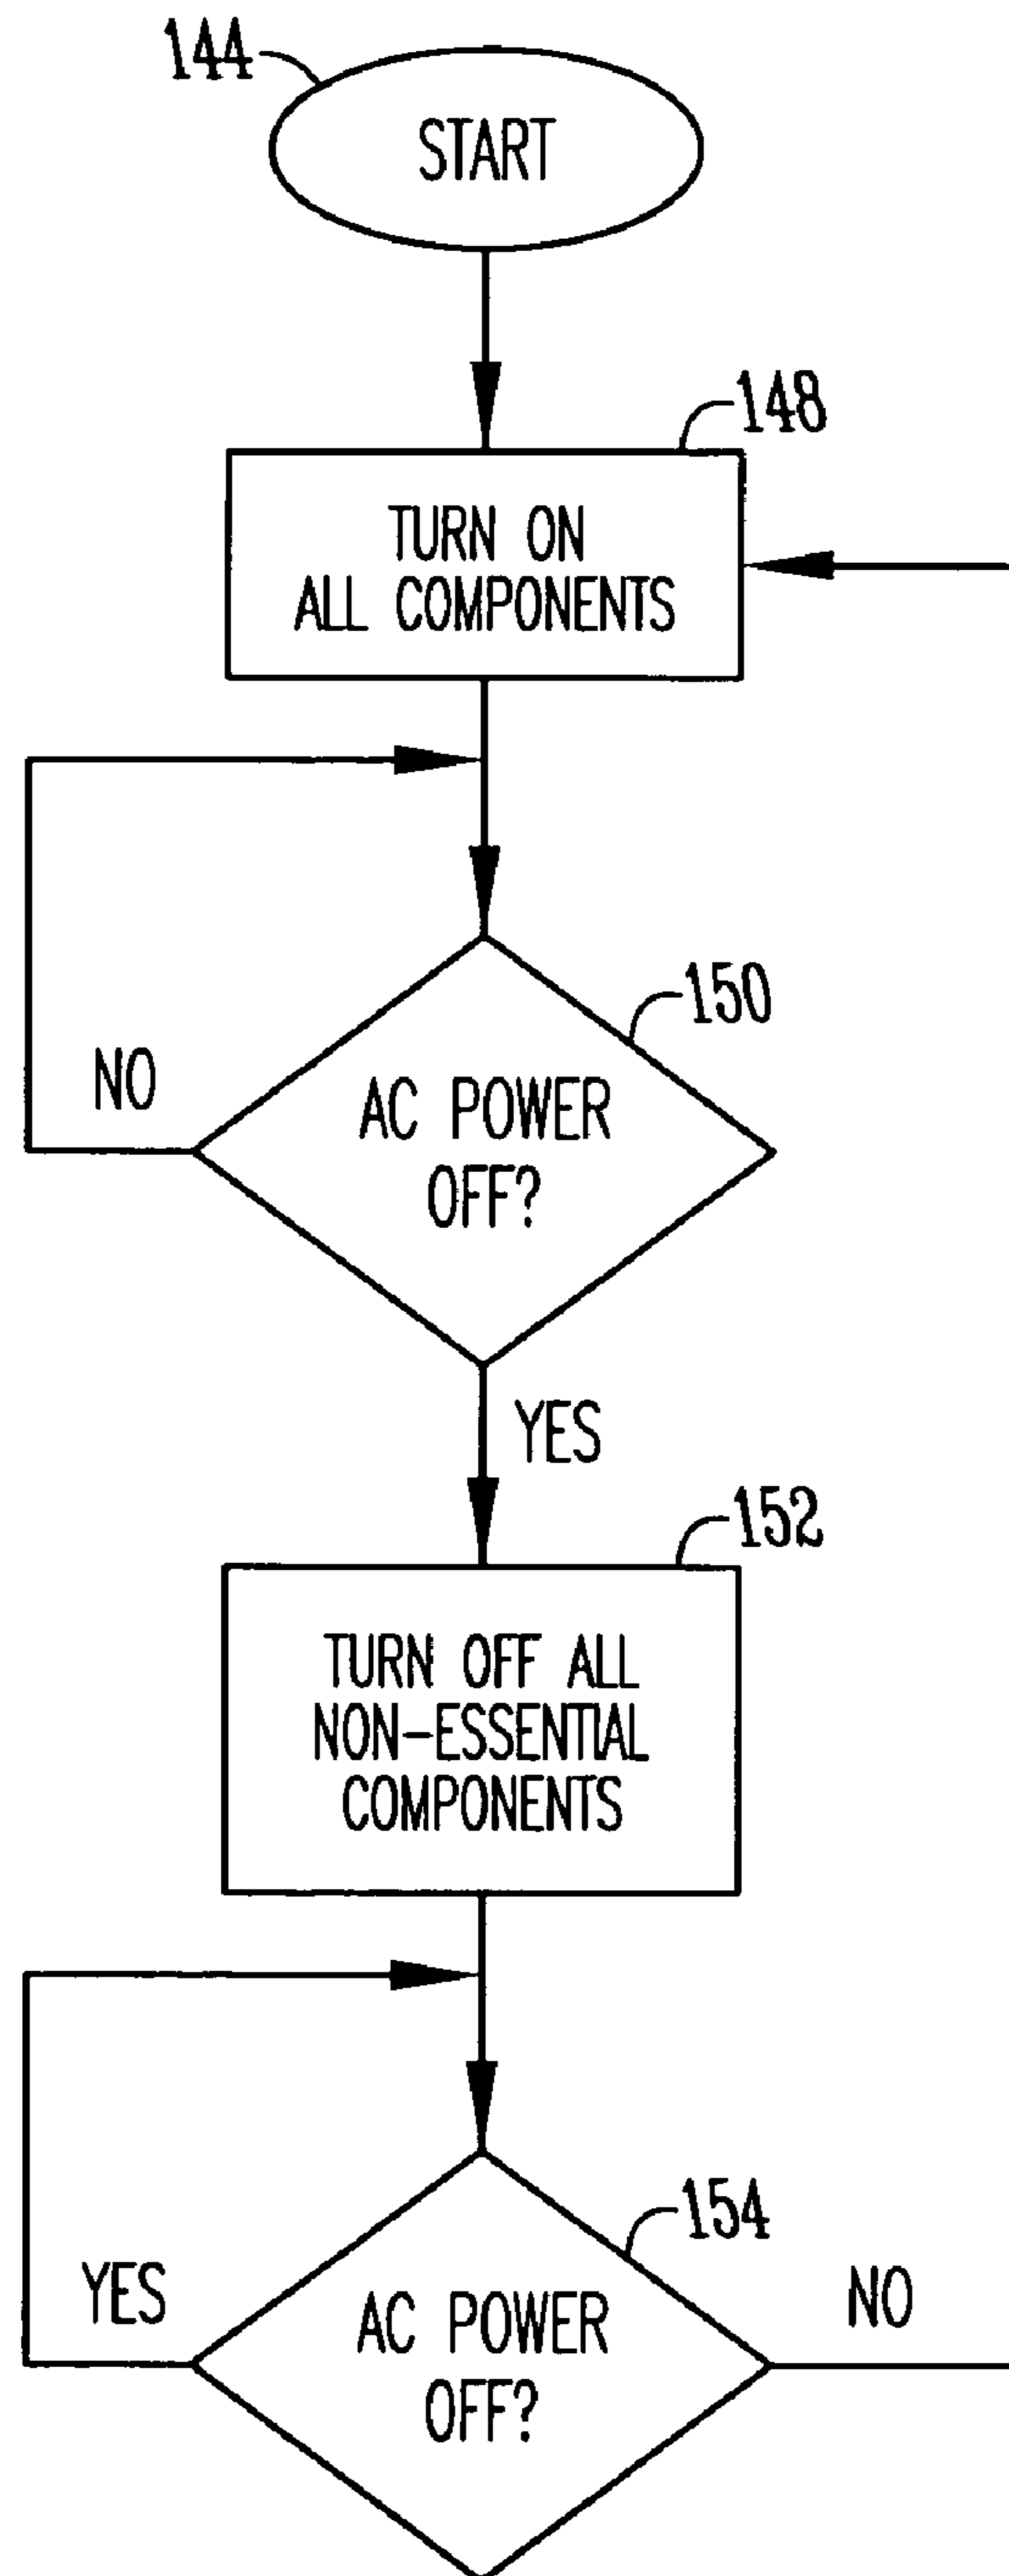 144
START
148
TURN ON
ALL COMPONENTS
150
NO
AC POWER
OFF?
YES
152
TURN OFF ALL
NON-ESSENTIAL
COMPONENTS
154
YES
AC POWER
OFF?
NO